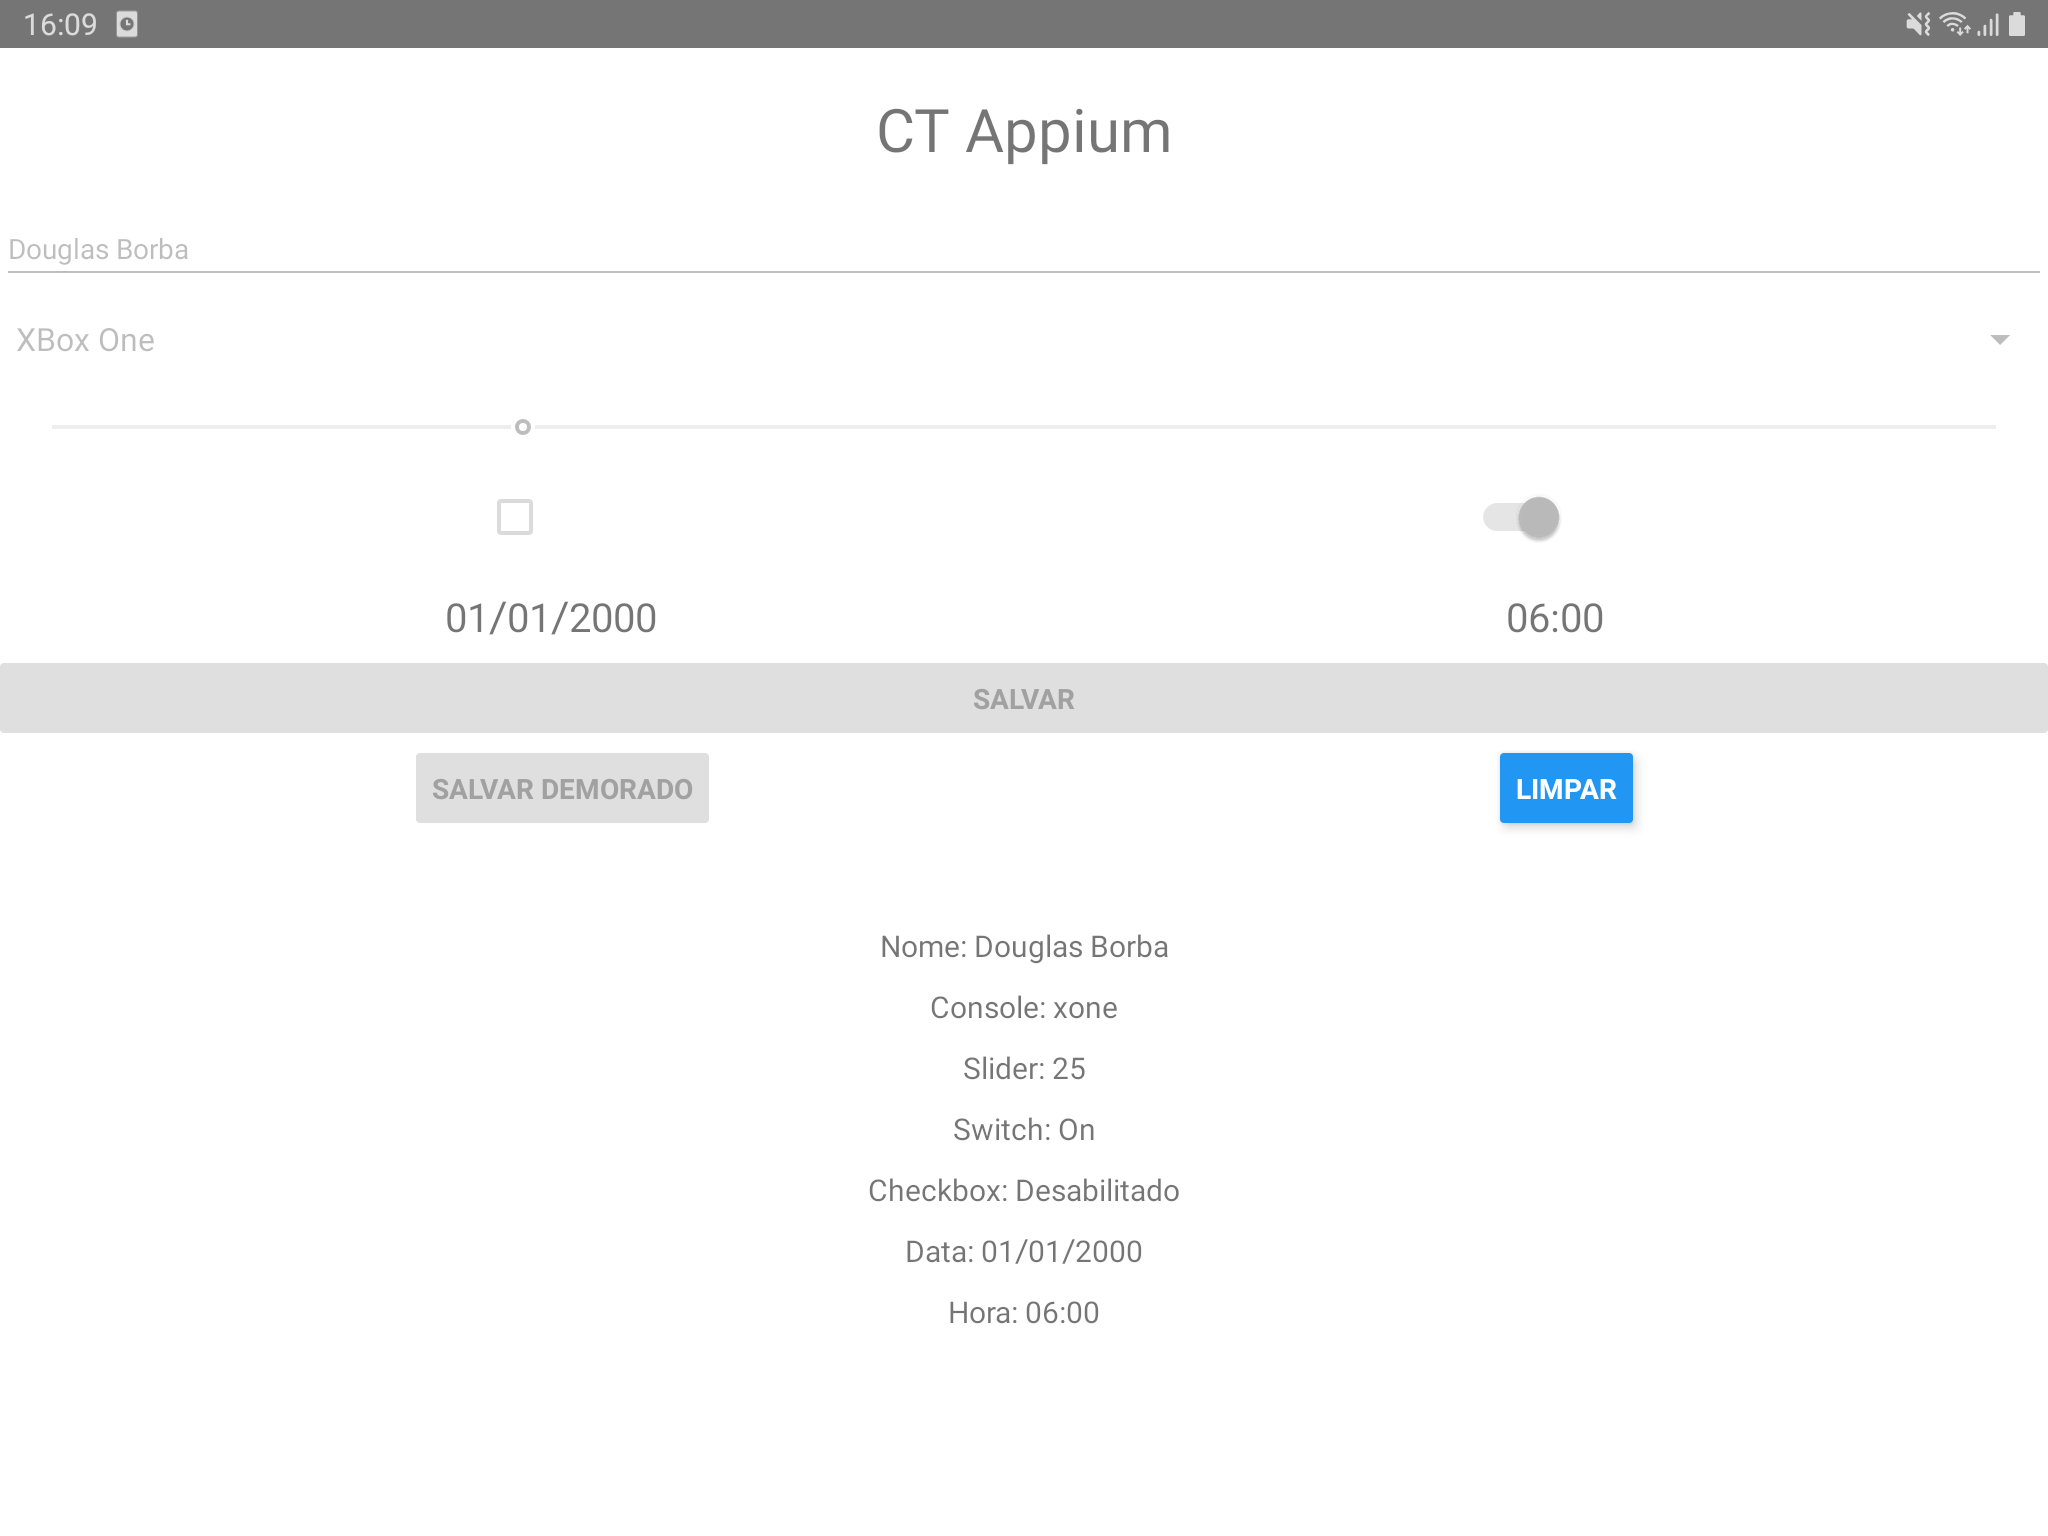 16:09
CT Appium
Douglas Borba
XBox One
01/01/2000
06:00
SALVAR
SALVAR DEMORADO
LIMPAR
Nome: Douglas Borba
Console: xone
Slider: 25
Switch: On
Checkbox: Desabilitado
Data: 01/01/2000
Hora: 06:00